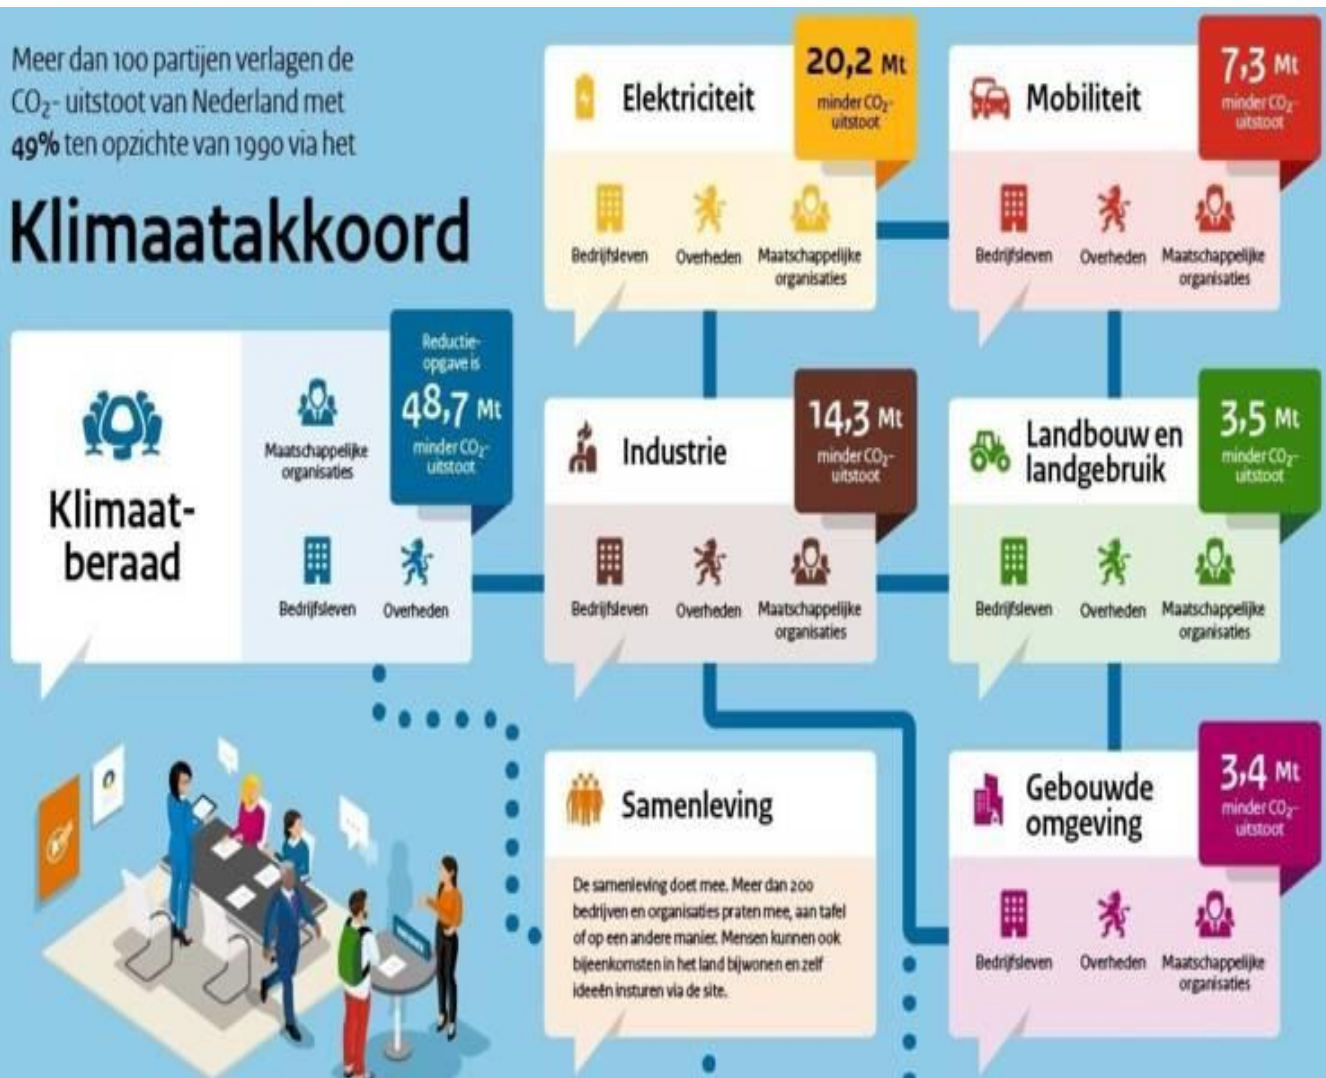 Meer dan 100 partijen verlagen de
CO₂- uitstoot van Nederland met
49% ten opzichte van 1990 via het
Klimaatakkoord
Klimaat-
beraad
Maatschappelijke
organisaties
Bedrijfsleven
Overheden
Reductie-
opgave is
48,7 Mt
minder CO₂-
uitstoot
Elektriciteit
20,2 Mt
minder CO₂-
uitstoot
Bedrijfsleven
Overheden
Maatschappelijke
organisaties
Mobiliteit
7,3 Mt
minder CO₂-
uitstoot
Bedrijfsleven
Overheden
Maatschappelijke
organisaties
Industrie
14,3 Mt
minder CO₂-
uitstoot
Bedrijfsleven
Overheden
Maatschappelijke
organisaties
Landbouw en
landgebruik
3,5 Mt
minder CO₂-
uitstoot
Bedrijfsleven
Overheden
Maatschappelijke
organisaties
Samenleving
De samenleving doet mee. Meer dan 200
bedrijven en organisaties praten mee, aan tafel
of op een andere manier. Mensen kunnen ook
bijeenkomsten in het land bijwonen en zelf
ideeën insturen via de site.
Gebouwde
omgeving
3,4 Mt
minder CO₂-
uitstoot
Bedrijfsleven
Overheden
Maatschappelijke
organisaties